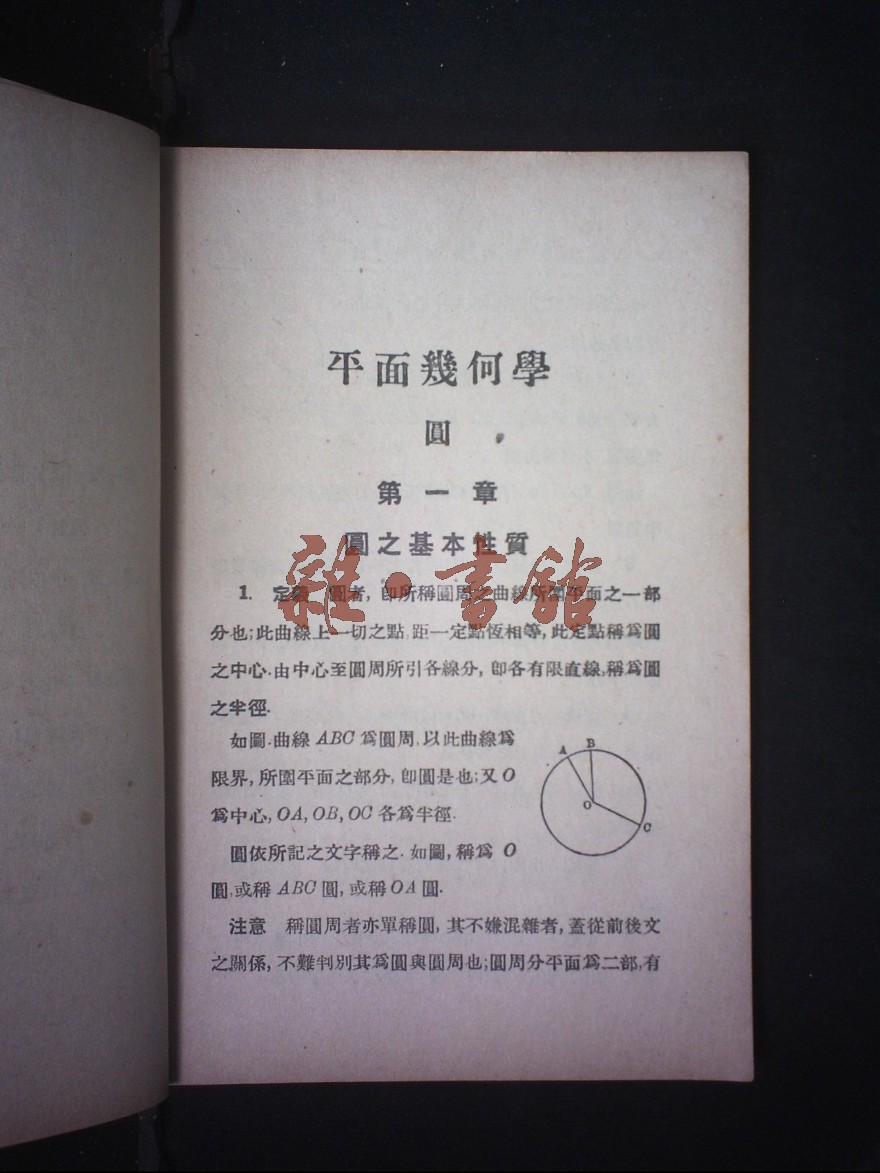 平面幾何學
圓
第一章
圓之基本性質
雜·書館
1. 定義 圓者, 卽所稱圓周之曲線所圍平面之一部
分也; 此曲線上一切之點, 距一定點恆相等, 此定點稱爲圓
之中心. 由中心至圓周所引各線分, 卽各有限直線, 稱爲圓
之半徑.
如圖. 曲線 ABC 爲圓周, 以此曲線爲
限界, 所圍平面之部分, 卽圓是也; 又 O
爲中心, OA, OB, OC 各爲半徑.
A B
O
C
圓依所記之文字稱之. 如圖, 稱爲 O
圓, 或稱 ABC 圓, 或稱 OA 圓.
注意 稱圓周者亦單稱圓, 其不嫌混雜者, 蓋從前後文
之關係, 不難判別其爲圓與圓周也; 圓周分平面爲二部, 有